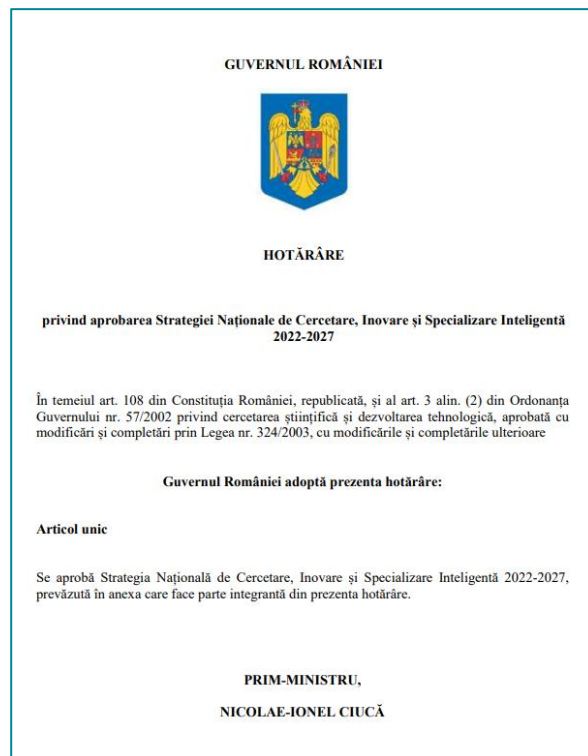 GUVERNUL ROMÂNIEI
HOTĂRÂRE
privind aprobarea Strategiei Naționale de Cercetare, Inovare și Specializare Inteligentă
2022-2027
În temeiul art. 108 din Constituția României, republicată, și al art. 3 alin. (2) din Ordonanța
Guvernului nr. 57/2002 privind cercetarea științifică și dezvoltarea tehnologică, aprobată cu
modificări și completări prin Legea nr. 324/2003, cu modificările și completările ulterioare
Guvernul României adoptă prezenta hotărâre:
Articol unic
Se aprobă Strategia Națională de Cercetare, Inovare și Specializare Inteligentă 2022-2027,
prevăzută în anexa care face parte integrantă din prezenta hotărâre.
PRIM-MINISTRU,
NICOLAE-IONEL CIUCĂ